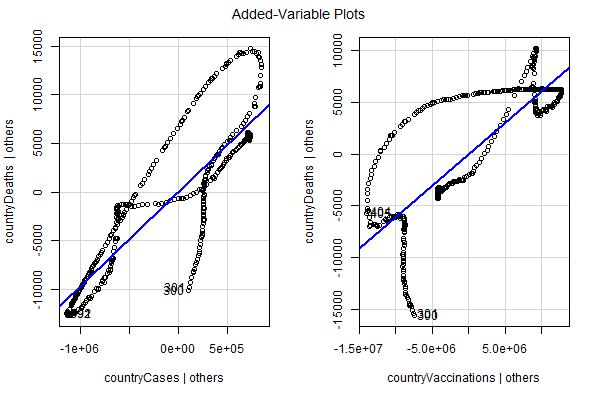 Added-Variable Plots
countryDeaths | others
15000
10000
5000
0
-5000
-10000
301
300
-1e+06
0e+00
5e+05
countryCases | others
countryDeaths | others
10000
5000
0
-5000
-15000
301
300
-1.5e+07
-5.0e+06
5.0e+06
countryVaccinations | others